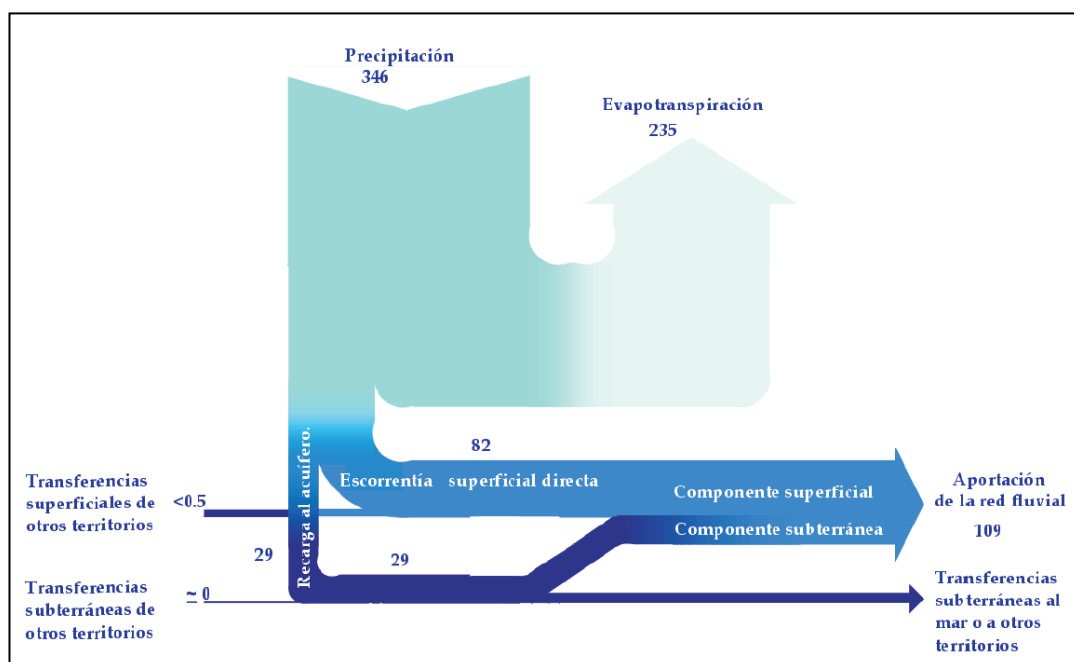 Precipitación
346
Evapotranspiración
235
82
Escorrentía superficial directa
Recarga al acuífero.
Componente superficial
Componente subterránea
Transferencias
superficiales de
otros territorios
<0.5
29
29
Transferencias
subterráneas de
otros territorios
≃ 0
Aportación
de la red fluvial
109
Transferencias
subterráneas al
mar o a otros
territorios